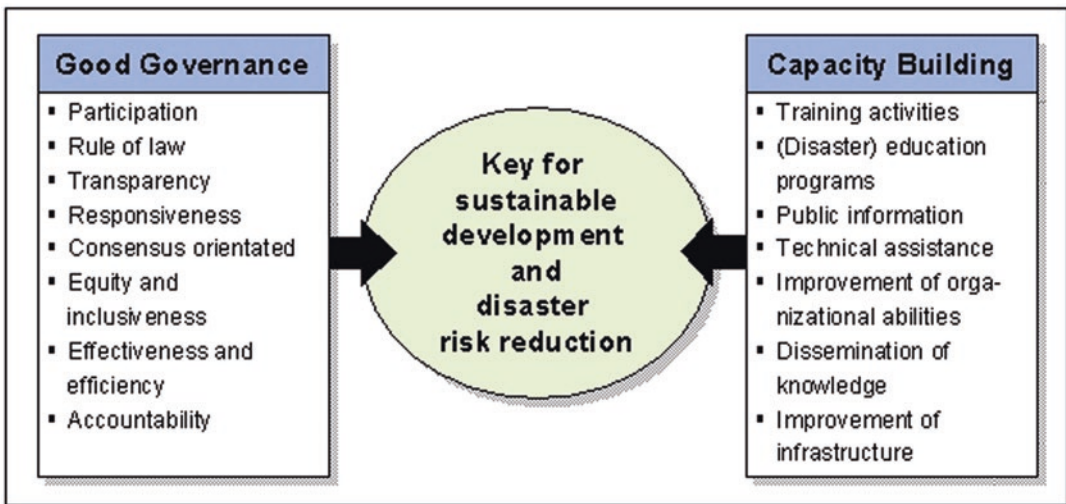 Good Governance
▪ Participation
▪ Rule of law
▪ Transparency
▪ Responsiveness
▪ Consensus orientated
▪ Equity and
inclusiveness
▪ Effectiveness and
efficiency
▪ Accountability
Key for
sustainable
development
and
disaster
risk reduction
Capacity Building
▪ Training activities
▪ (Disaster) education
programs
▪ Public information
▪ Technical assistance
▪ Improvement of orga-
nizational abilities
▪ Dissemination of
knowledge
▪ Improvement of
infrastructure